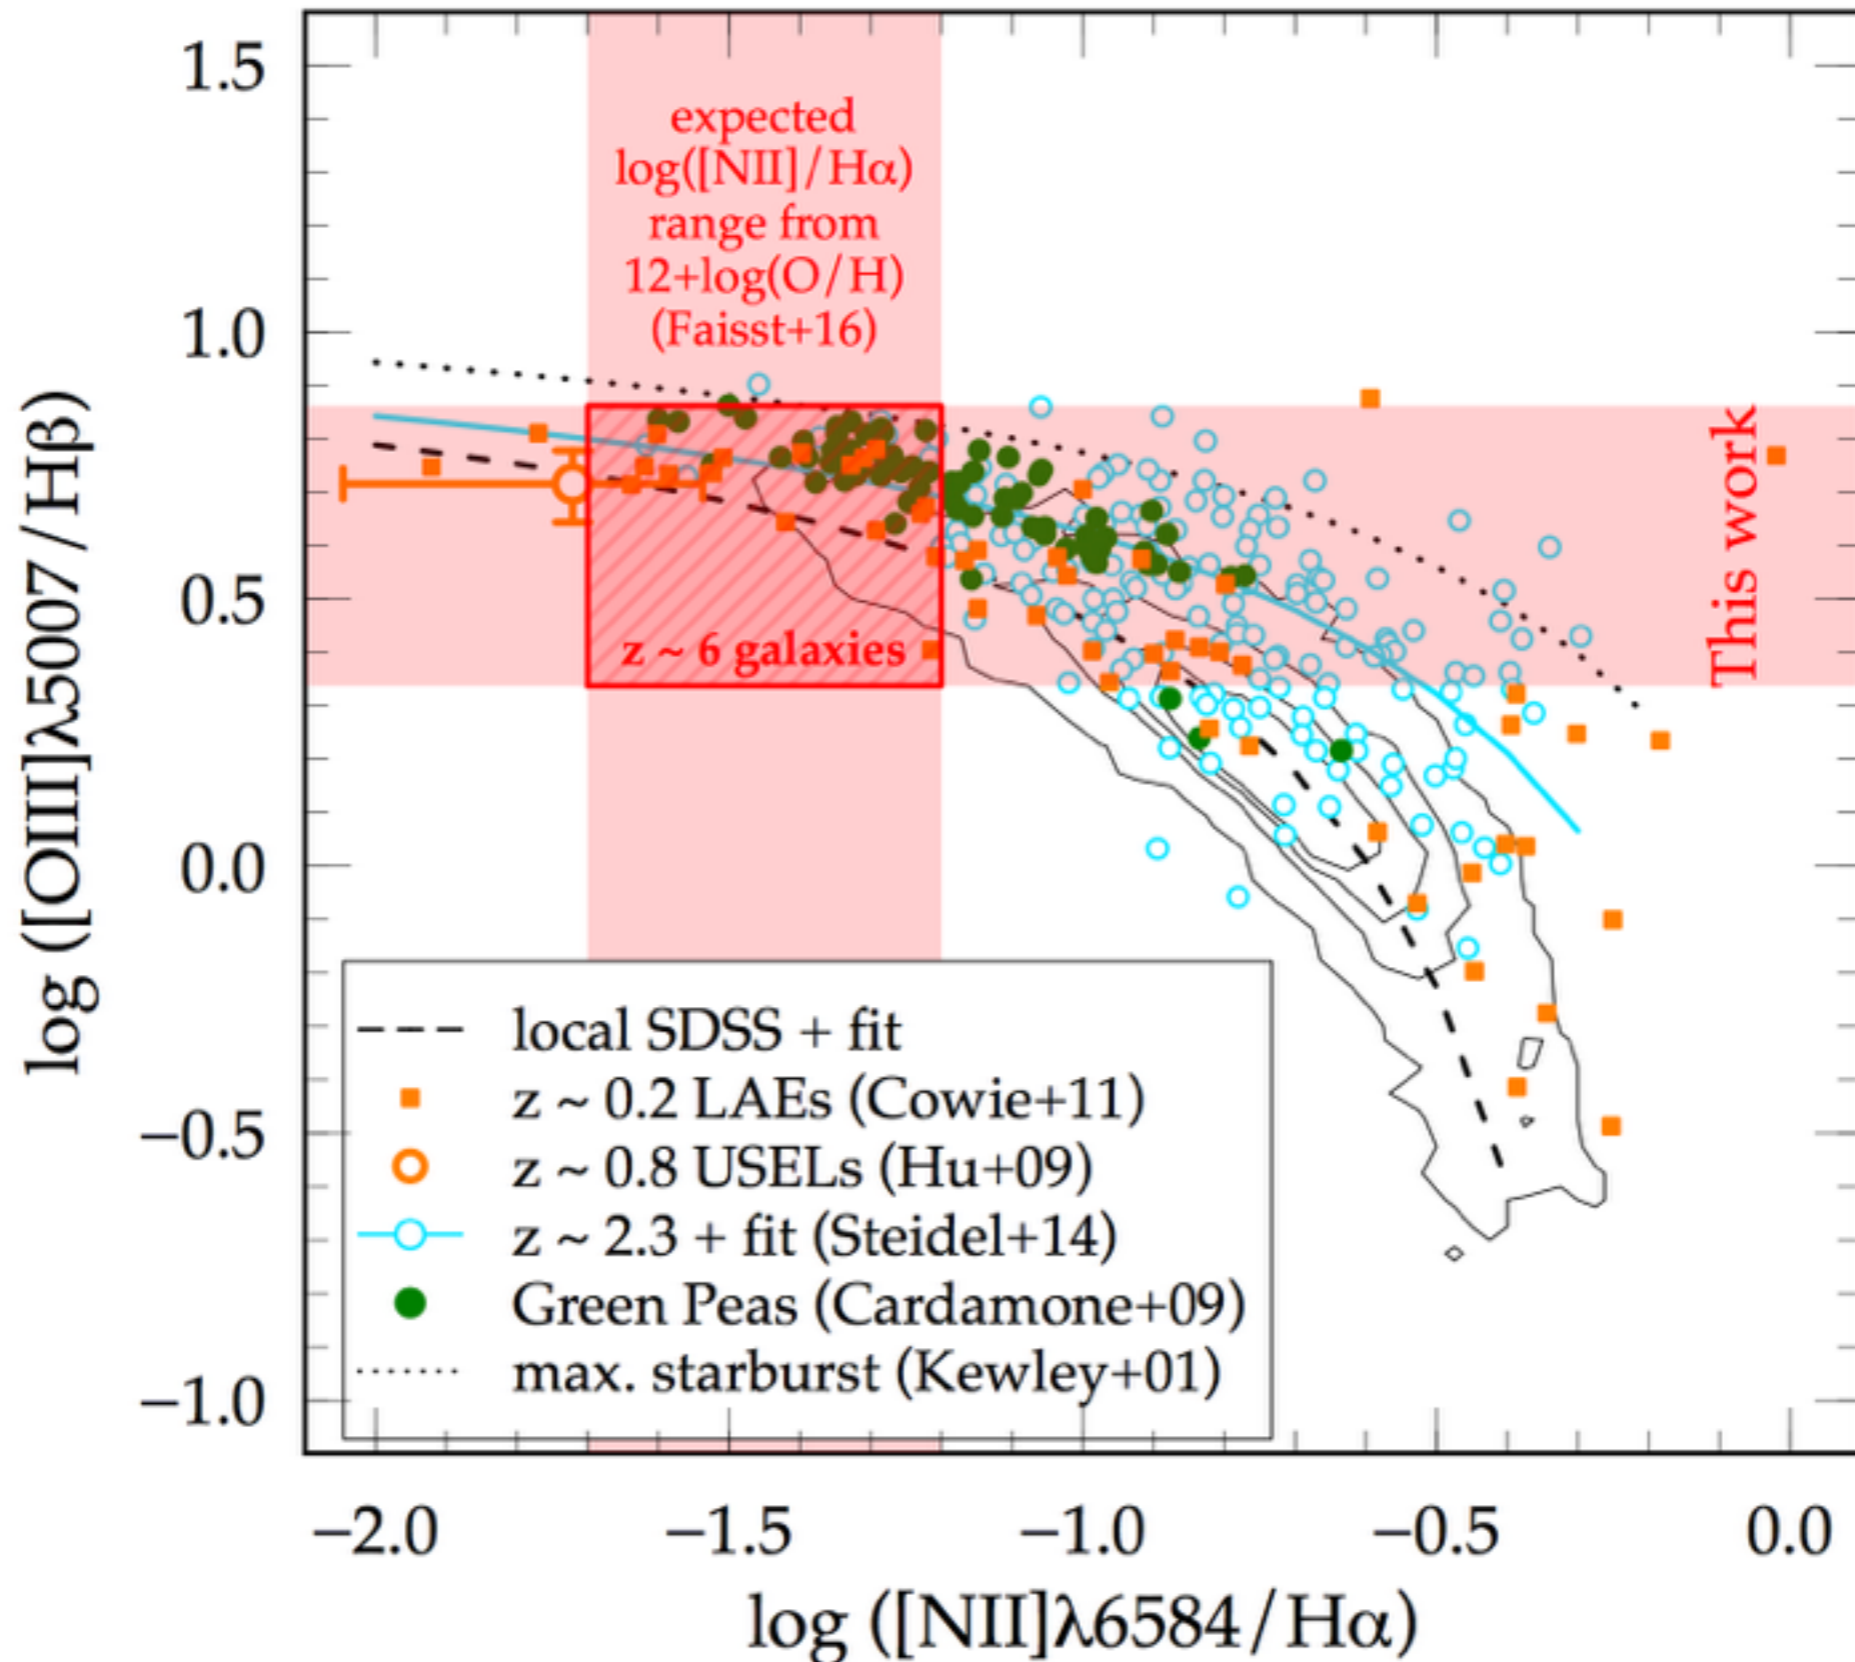 1.5
1.0
0.5
0.0
−0.5
−1.0
log ([OIII]λ5007/Hβ)
expected
log([NII]/Hα)
range from
12+log(O/H)
(Faisst+16)
This work
z ~ 6 galaxies
local SDSS + fit
z ~ 0.2 LAEs (Cowie+11)
z ~ 0.8 USELs (Hu+09)
z ~ 2.3 + fit (Steidel+14)
Green Peas (Cardamone+09)
max. starburst (Kewley+01)
−2.0 −1.5 −1.0 −0.5 0.0
log ([NII]λ6584/Hα)